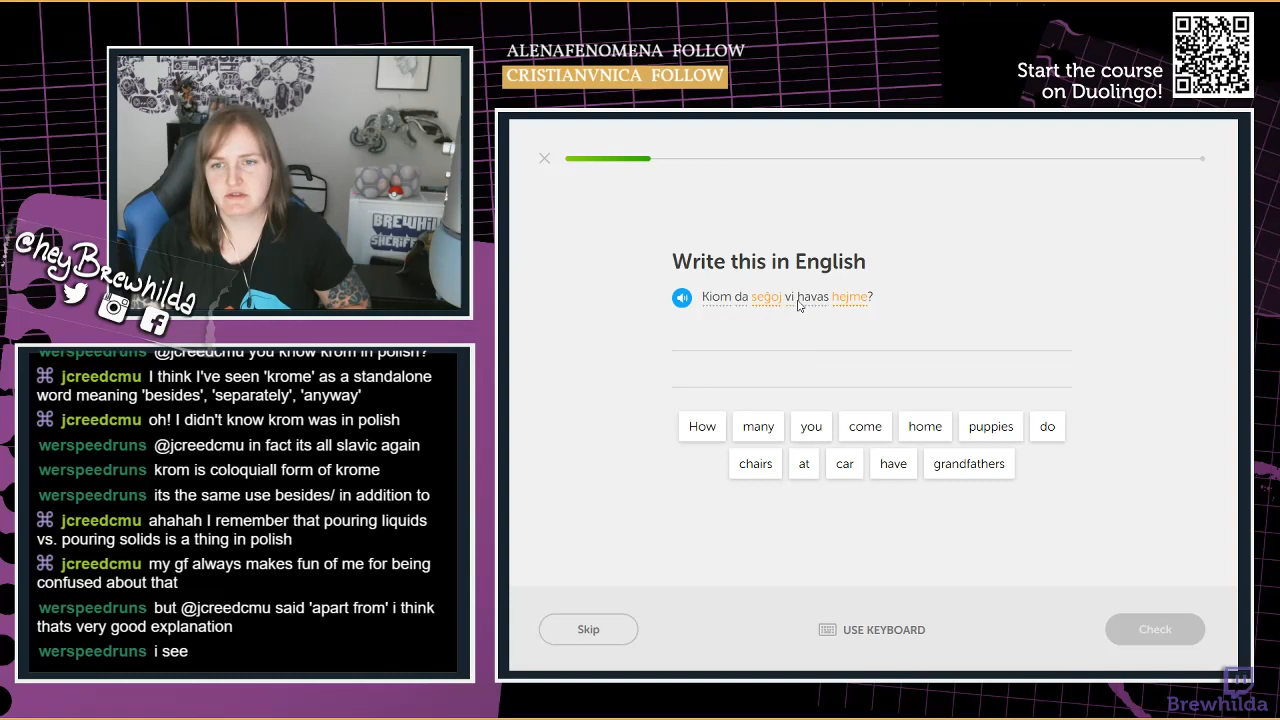 ALENAFENOMENA FOLLOW
CRISTIANVNICA FOLLOW
Start the course
on Duolingo!
BREWHIL
SHERIFF
@heyBrewhilda
Write this in English
Kiom da seĝoj vi havas hejme?
How many you come home puppies do
chairs at car have grandfathers
Skip
USE KEYBOARD
Check
werspeedruns @jcreedcmu you know krom in polish?
jcreedcmu I think I've seen 'krome' as a standalone
word meaning 'besides', 'separately', 'anyway'
jcreedcmu oh! I didn't know krom was in polish
werspeedruns @jcreedcmu in fact its all slavic again
werspeedruns krom is coloquiall form of krome
werspeedruns its the same use besides/ in addition to
jcreedcmu ahahah I remember that pouring liquids
vs. pouring solids is a thing in polish
jcreedcmu my gf always makes fun of me for being
confused about that
werspeedruns but @jcreedcmu said 'apart from' i think
thats very good explanation
werspeedruns i see
Brewhilda